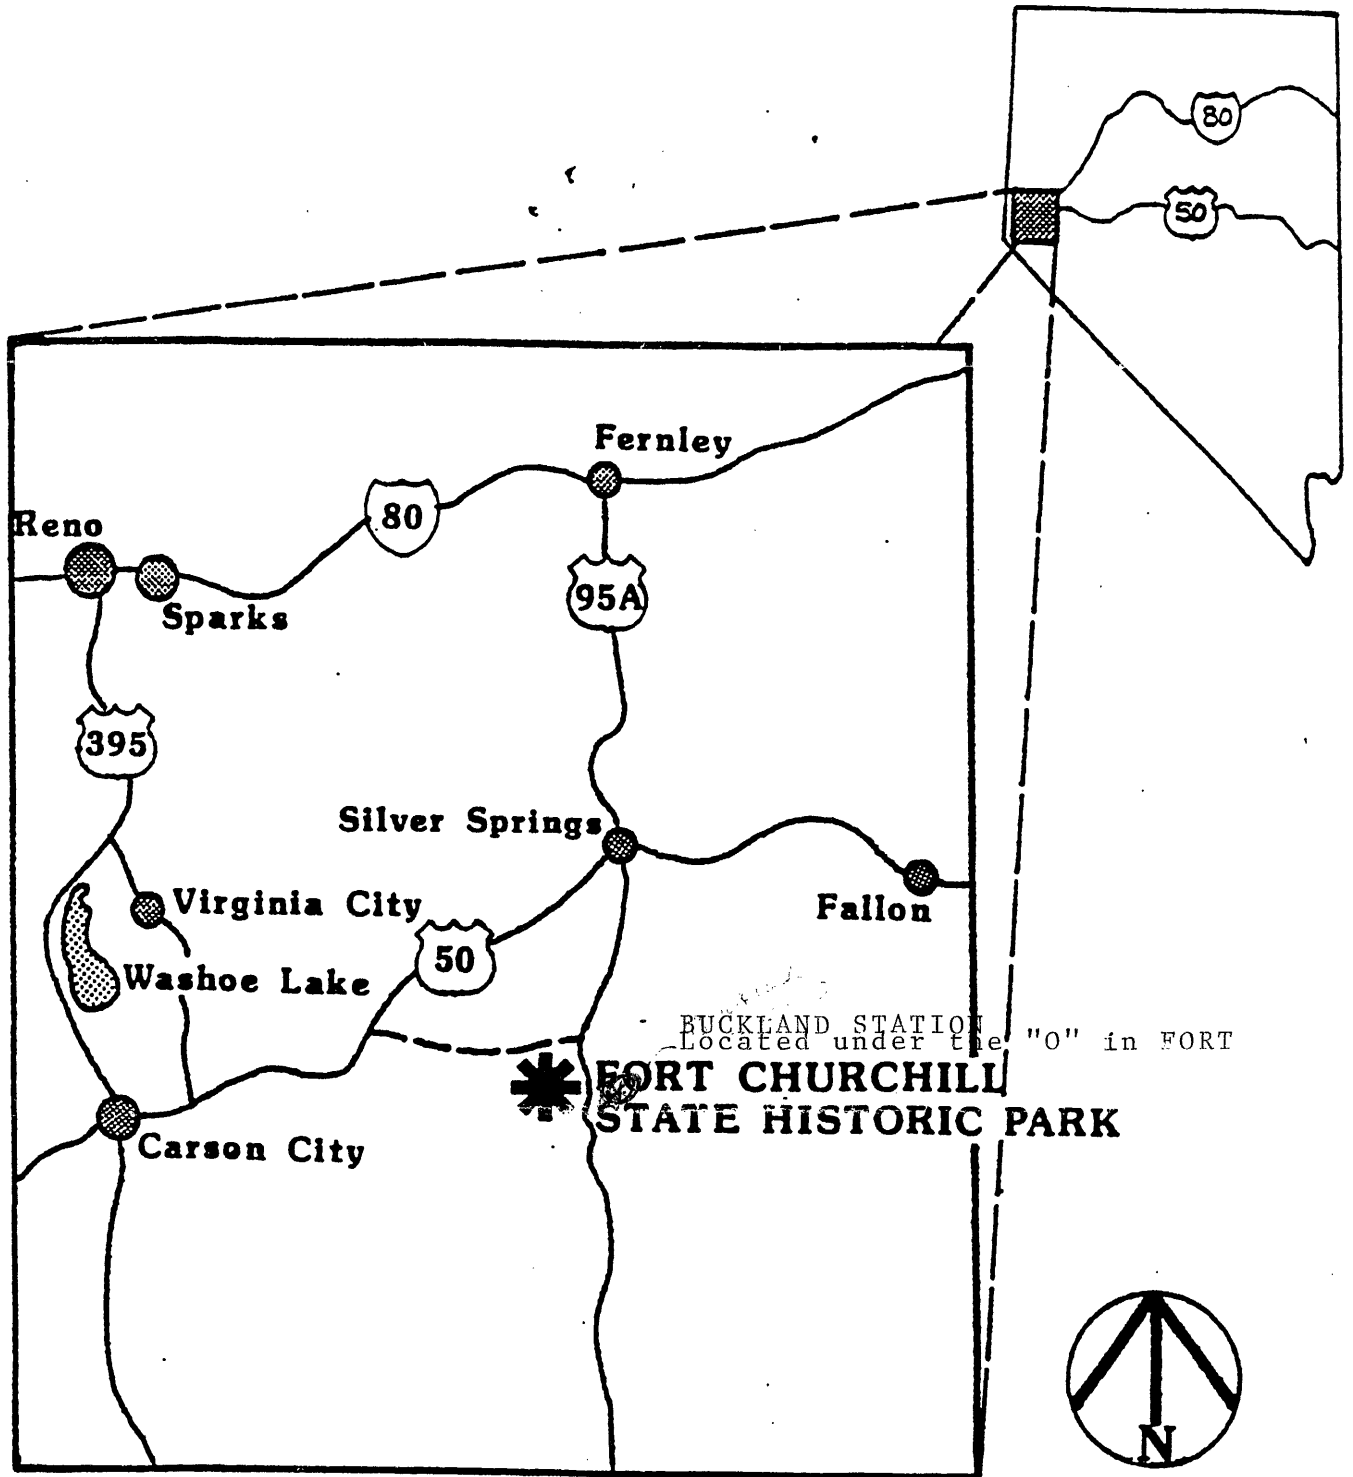 80
50
Fernley
80
Reno
95A
Sparks
395
Silver Springs
Virginia City
Fallon
50
Washoe Lake
BUCKLAND STATION
Located under the "O" in FORT
FORT CHURCHILL
STATE HISTORIC PARK
Carson City
N